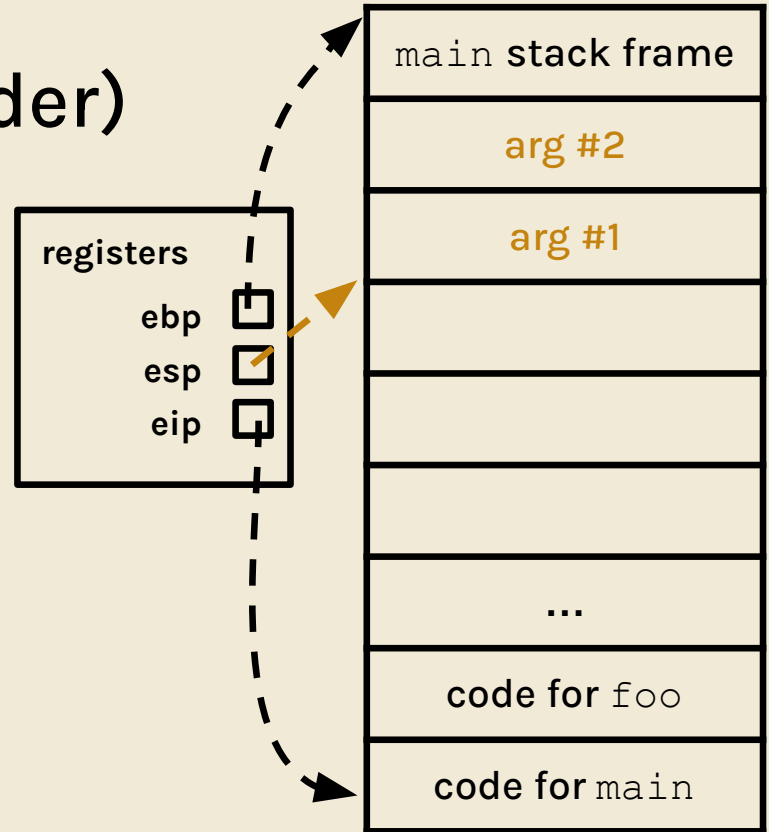 der)
registers
ebp
esp
eip
main stack frame
arg #2
arg #1
...
code for foo
code for main